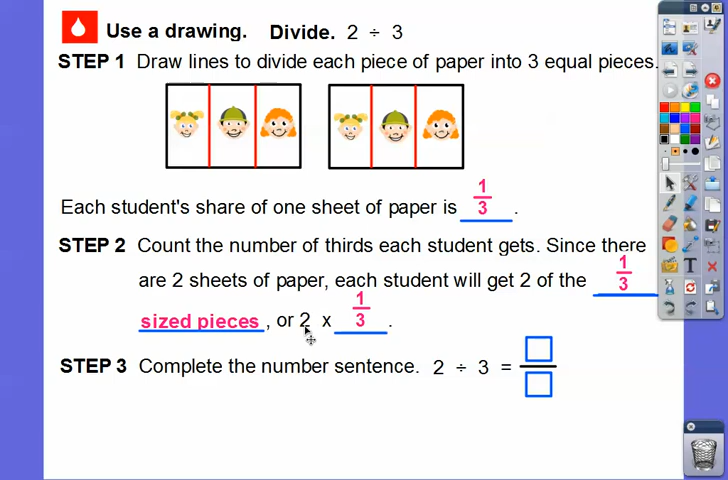 Use a drawing. Divide. 2 ÷ 3
STEP 1 Draw lines to divide each piece of paper into 3 equal pieces.
Each student's share of one sheet of paper is 1/3.
STEP 2 Count the number of thirds each student gets. Since there
are 2 sheets of paper, each student will get 2 of the 1/3
sized pieces, or 2 x 1/3.
STEP 3 Complete the number sentence. 2 ÷ 3 =
T